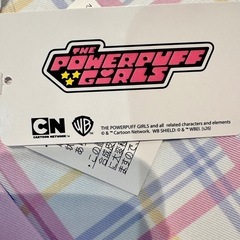 THE
POWERPUFF
GIRLS
CN
CARTOON NETWORK
WB
THE POWERPUFF GIRLS and all related characters and elements
© & ™ Cartoon Network. WB SHIELD: © & ™ WBEI. (s26)